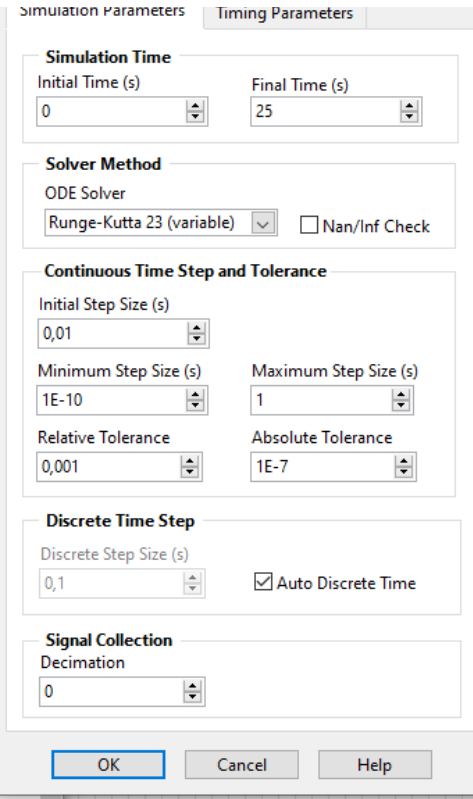 Simulation Parameters Timing Parameters
Simulation Time
Initial Time (s) Final Time (s)
0 25
Solver Method
ODE Solver
Runge-Kutta 23 (variable) Nan/Inf Check
Continuous Time Step and Tolerance
Initial Step Size (s)
0,01
Minimum Step Size (s) Maximum Step Size (s)
1E-10 1
Relative Tolerance Absolute Tolerance
0,001 1E-7
Discrete Time Step
Discrete Step Size (s)
0,1 Auto Discrete Time
Signal Collection
Decimation
0
OK Cancel Help